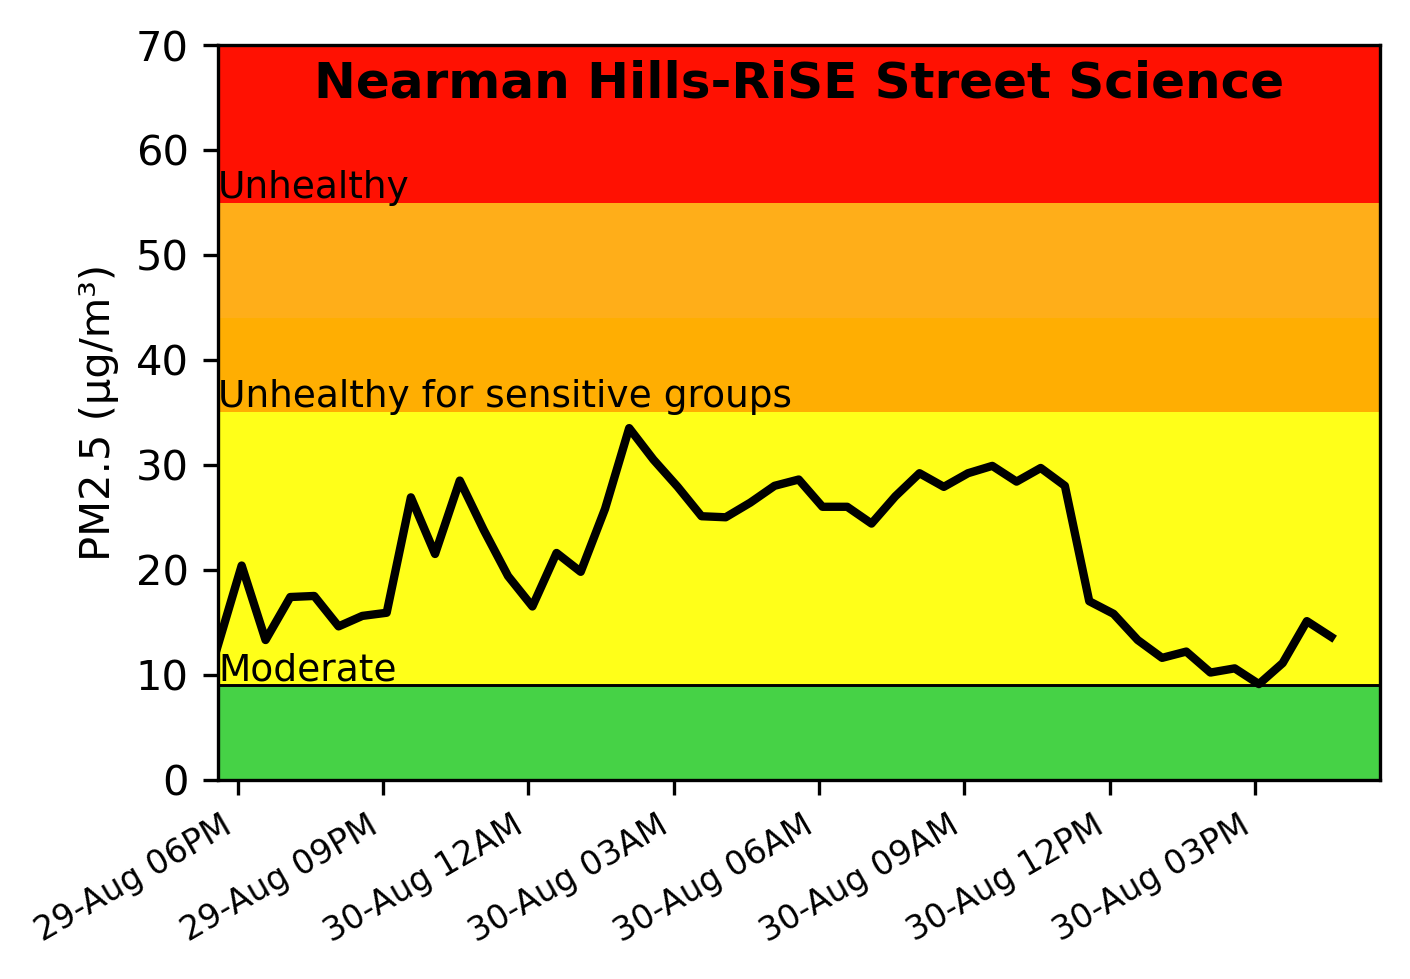 Nearman Hills-RiSE Street Science
70
60
50
40
30
20
10
0
PM2.5 (µg/m³)
Unhealthy
Unhealthy for sensitive groups
Moderate
29-Aug 06PM
29-Aug 09PM
30-Aug 12AM
30-Aug 03AM
30-Aug 06AM
30-Aug 09AM
30-Aug 12PM
30-Aug 03PM